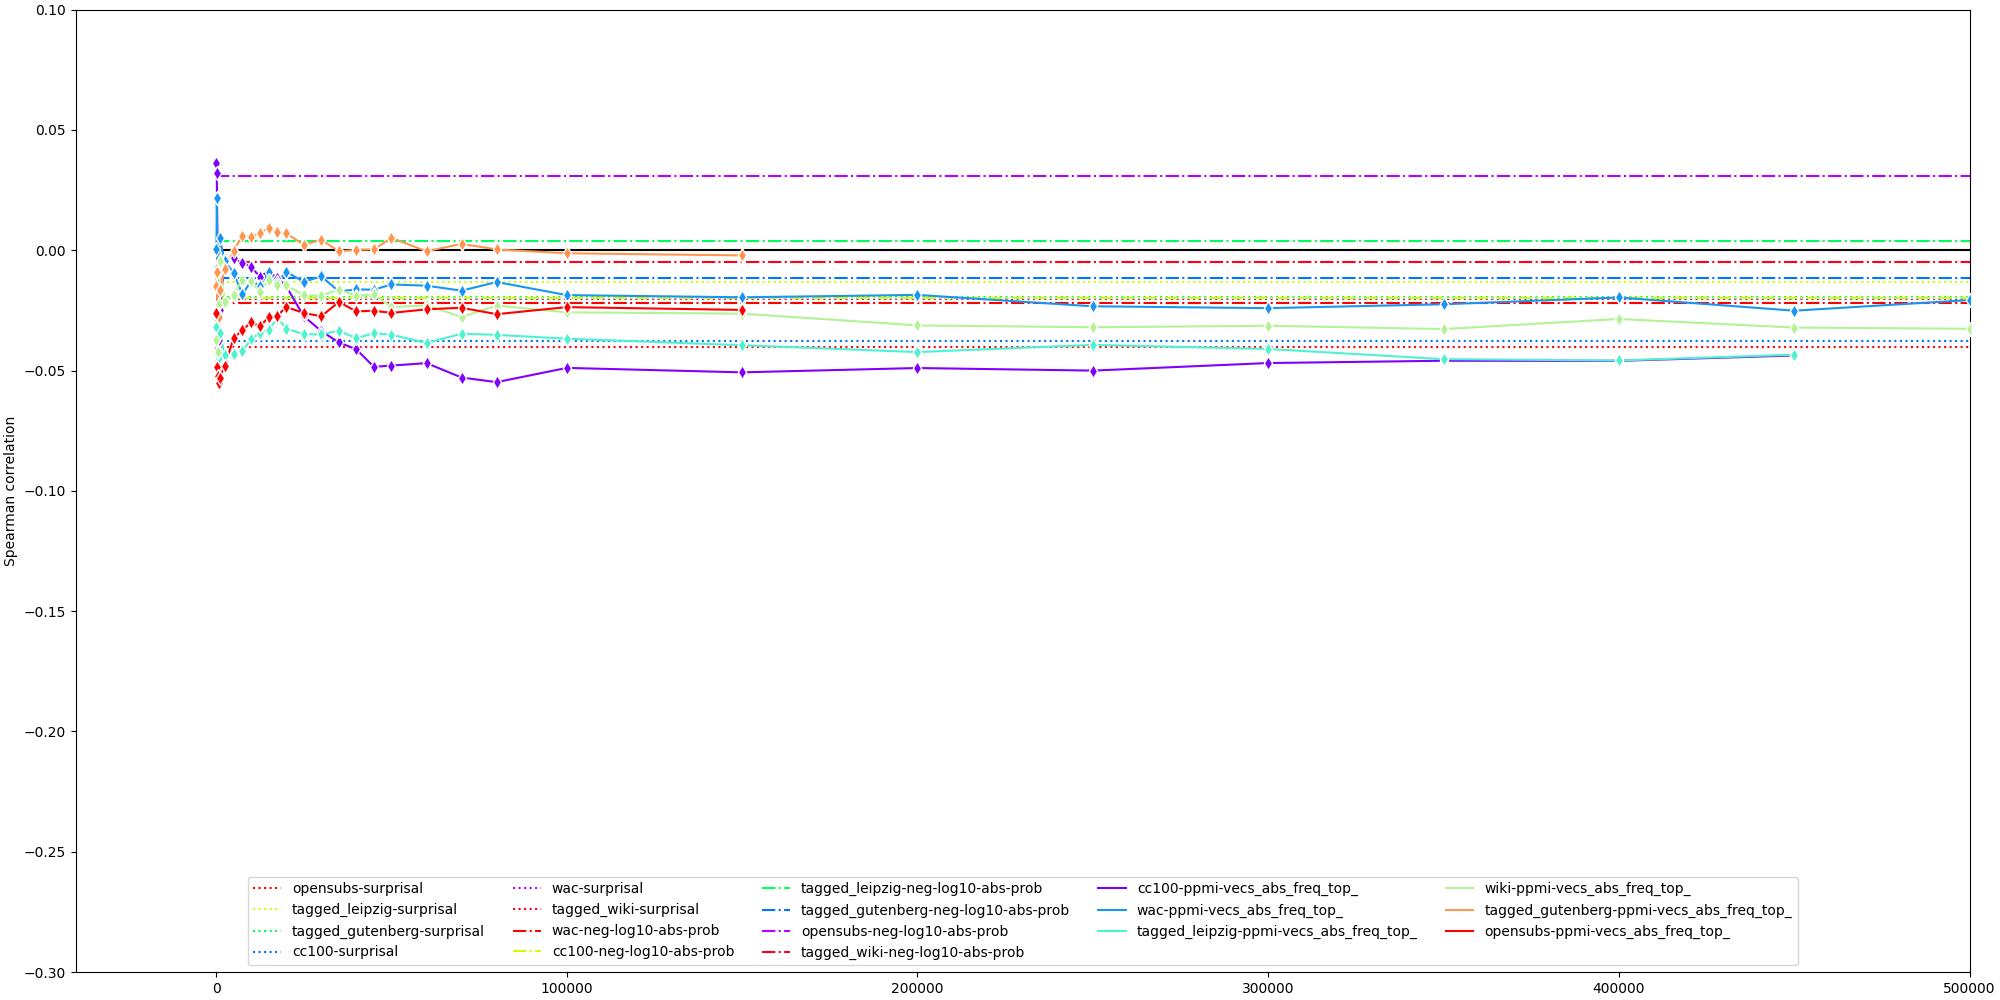 0.10
0.05
0.00
−0.05
−0.10
−0.15
−0.20
−0.25
−0.30
Spearman correlation
opensubs-surprisal
tagged_leipzig-surprisal
tagged_gutenberg-surprisal
cc100-surprisal
wac-surprisal
tagged_wiki-surprisal
wac-neg-log10-abs-prob
cc100-neg-log10-abs-prob
tagged_leipzig-neg-log10-abs-prob
tagged_gutenberg-neg-log10-abs-prob
opensubs-neg-log10-abs-prob
tagged_wiki-neg-log10-abs-prob
cc100-ppmi-vecs_abs_freq_top_
wac-ppmi-vecs_abs_freq_top_
tagged_leipzig-ppmi-vecs_abs_freq_top_
wiki-ppmi-vecs_abs_freq_top_
tagged_gutenberg-ppmi-vecs_abs_freq_top_
opensubs-ppmi-vecs_abs_freq_top_
0 100000 200000 300000 400000 500000